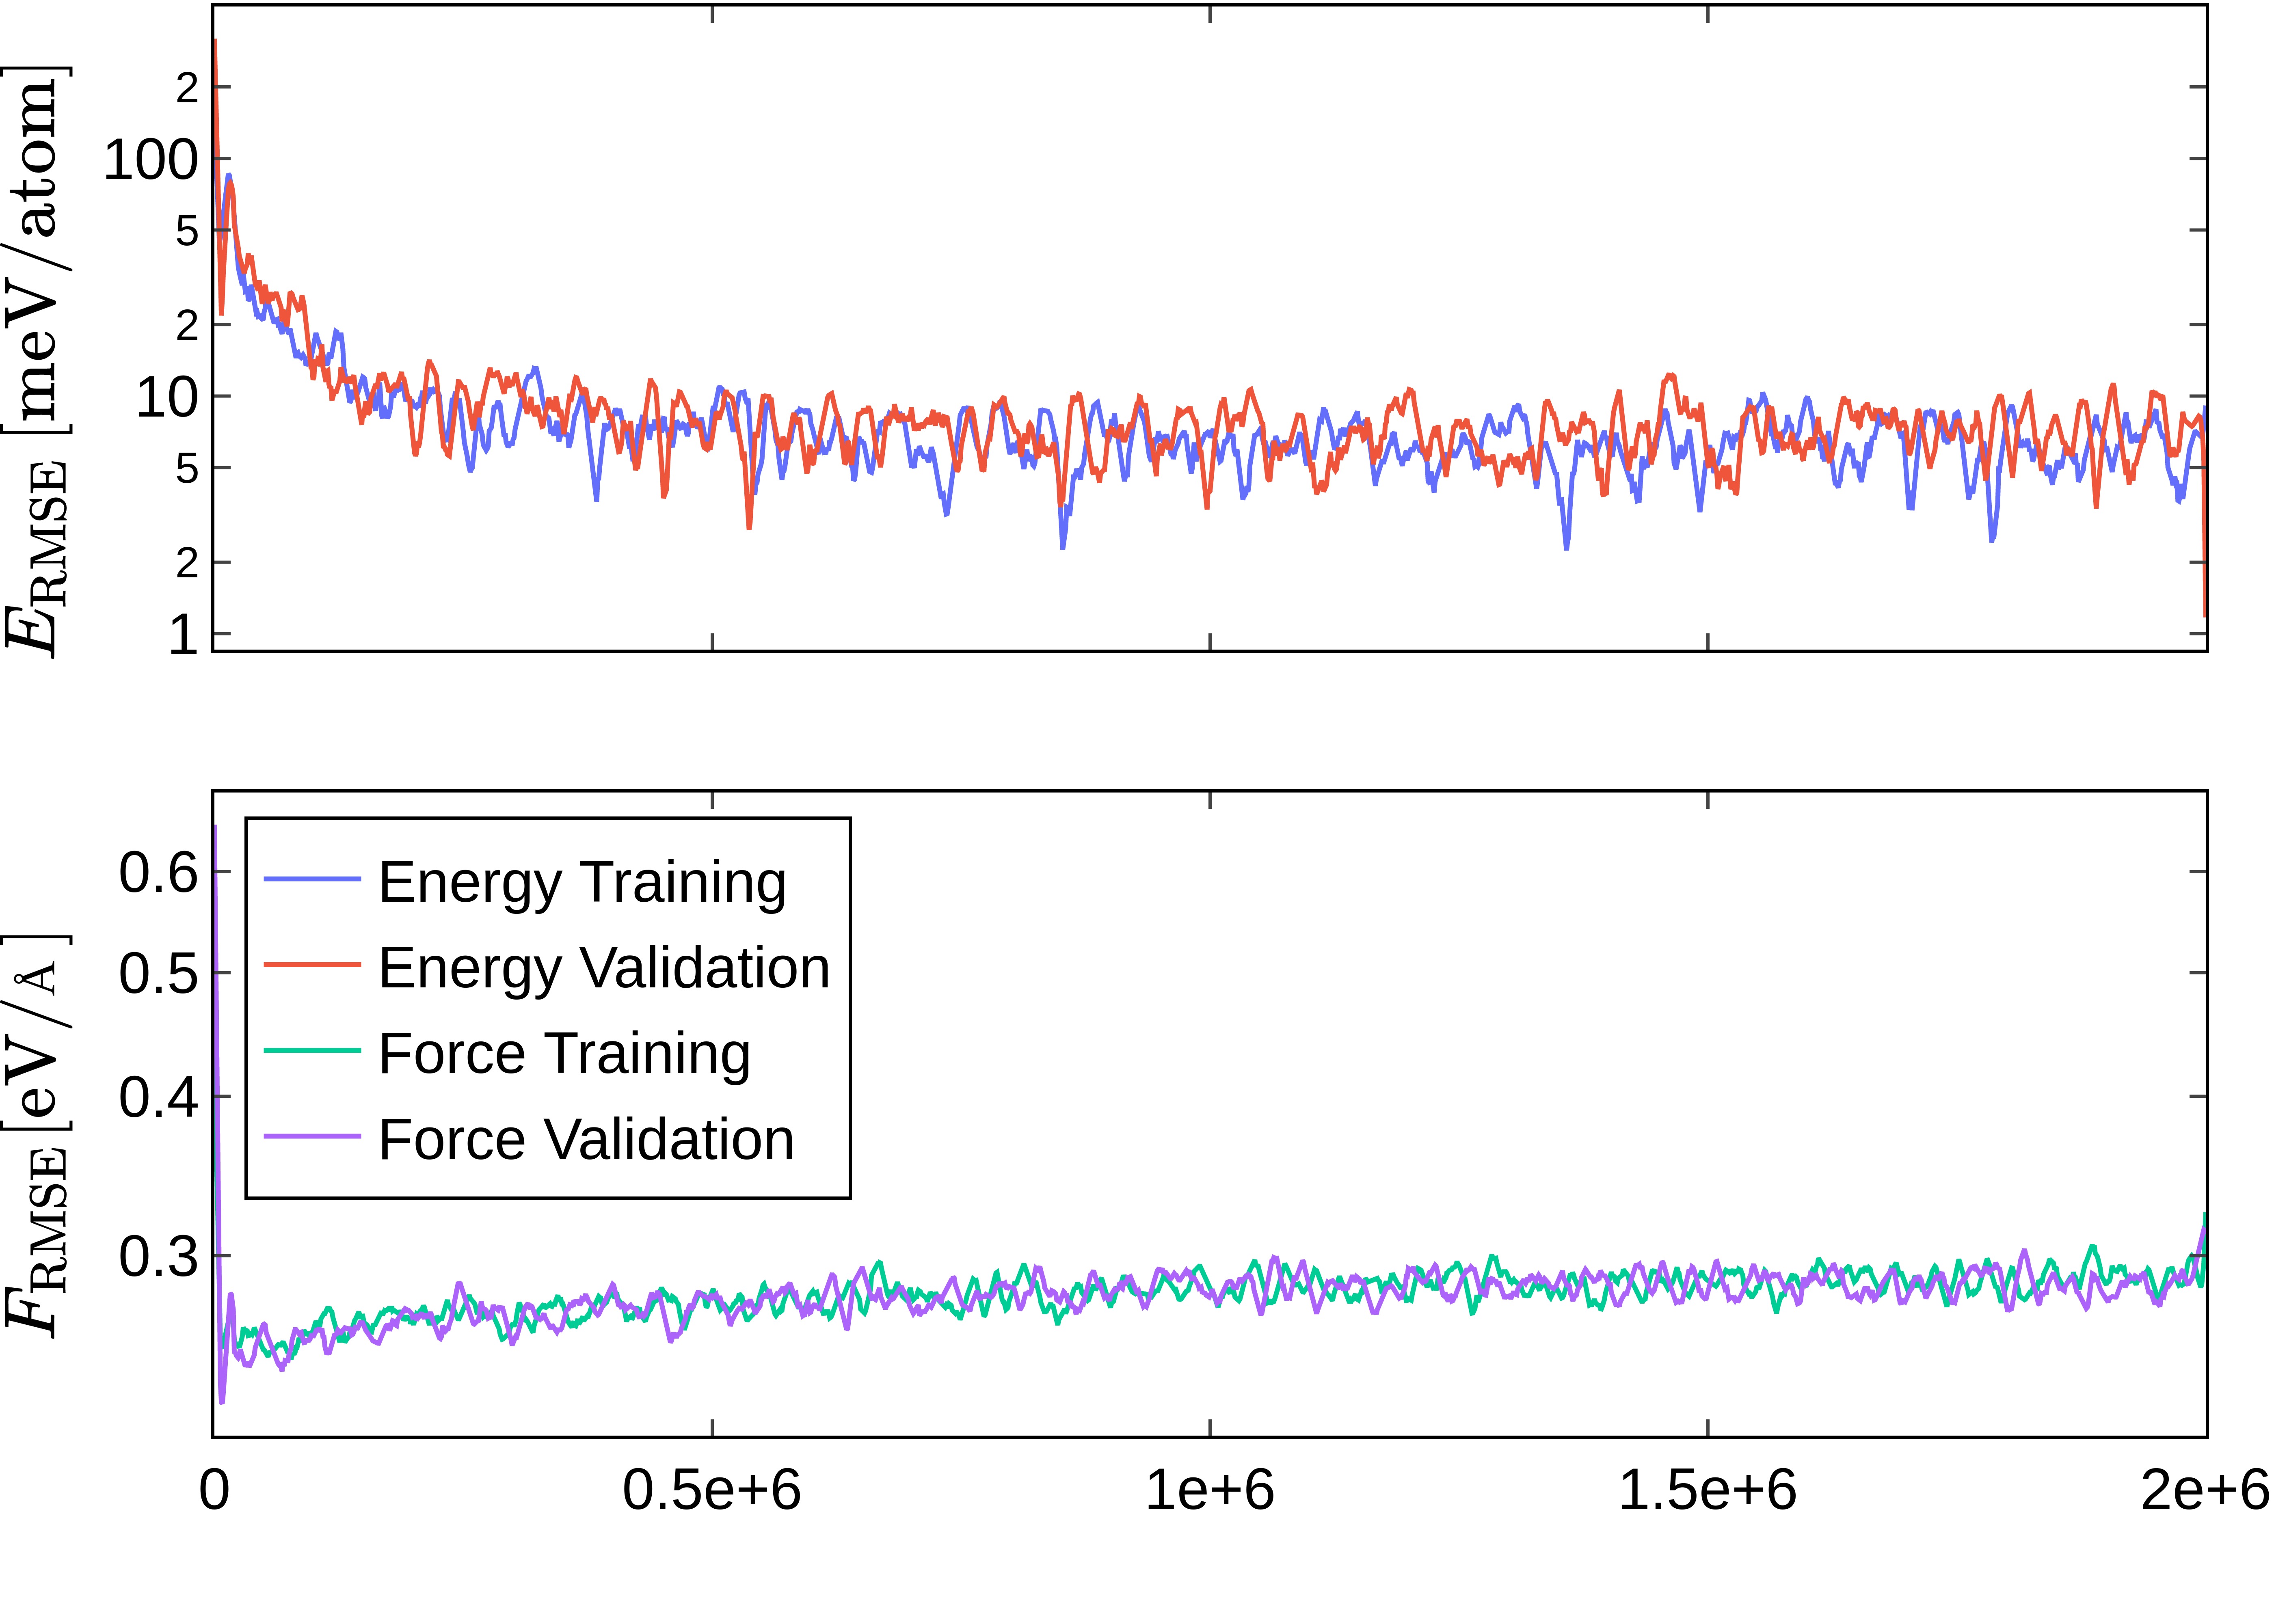 E_RMSE [meV/atom]
2
100
5
2
10
5
2
1
F_RMSE [eV/Å]
0.6
0.5
0.4
0.3
Energy Training
Energy Validation
Force Training
Force Validation
0 0.5e+6 1e+6 1.5e+6 2e+6